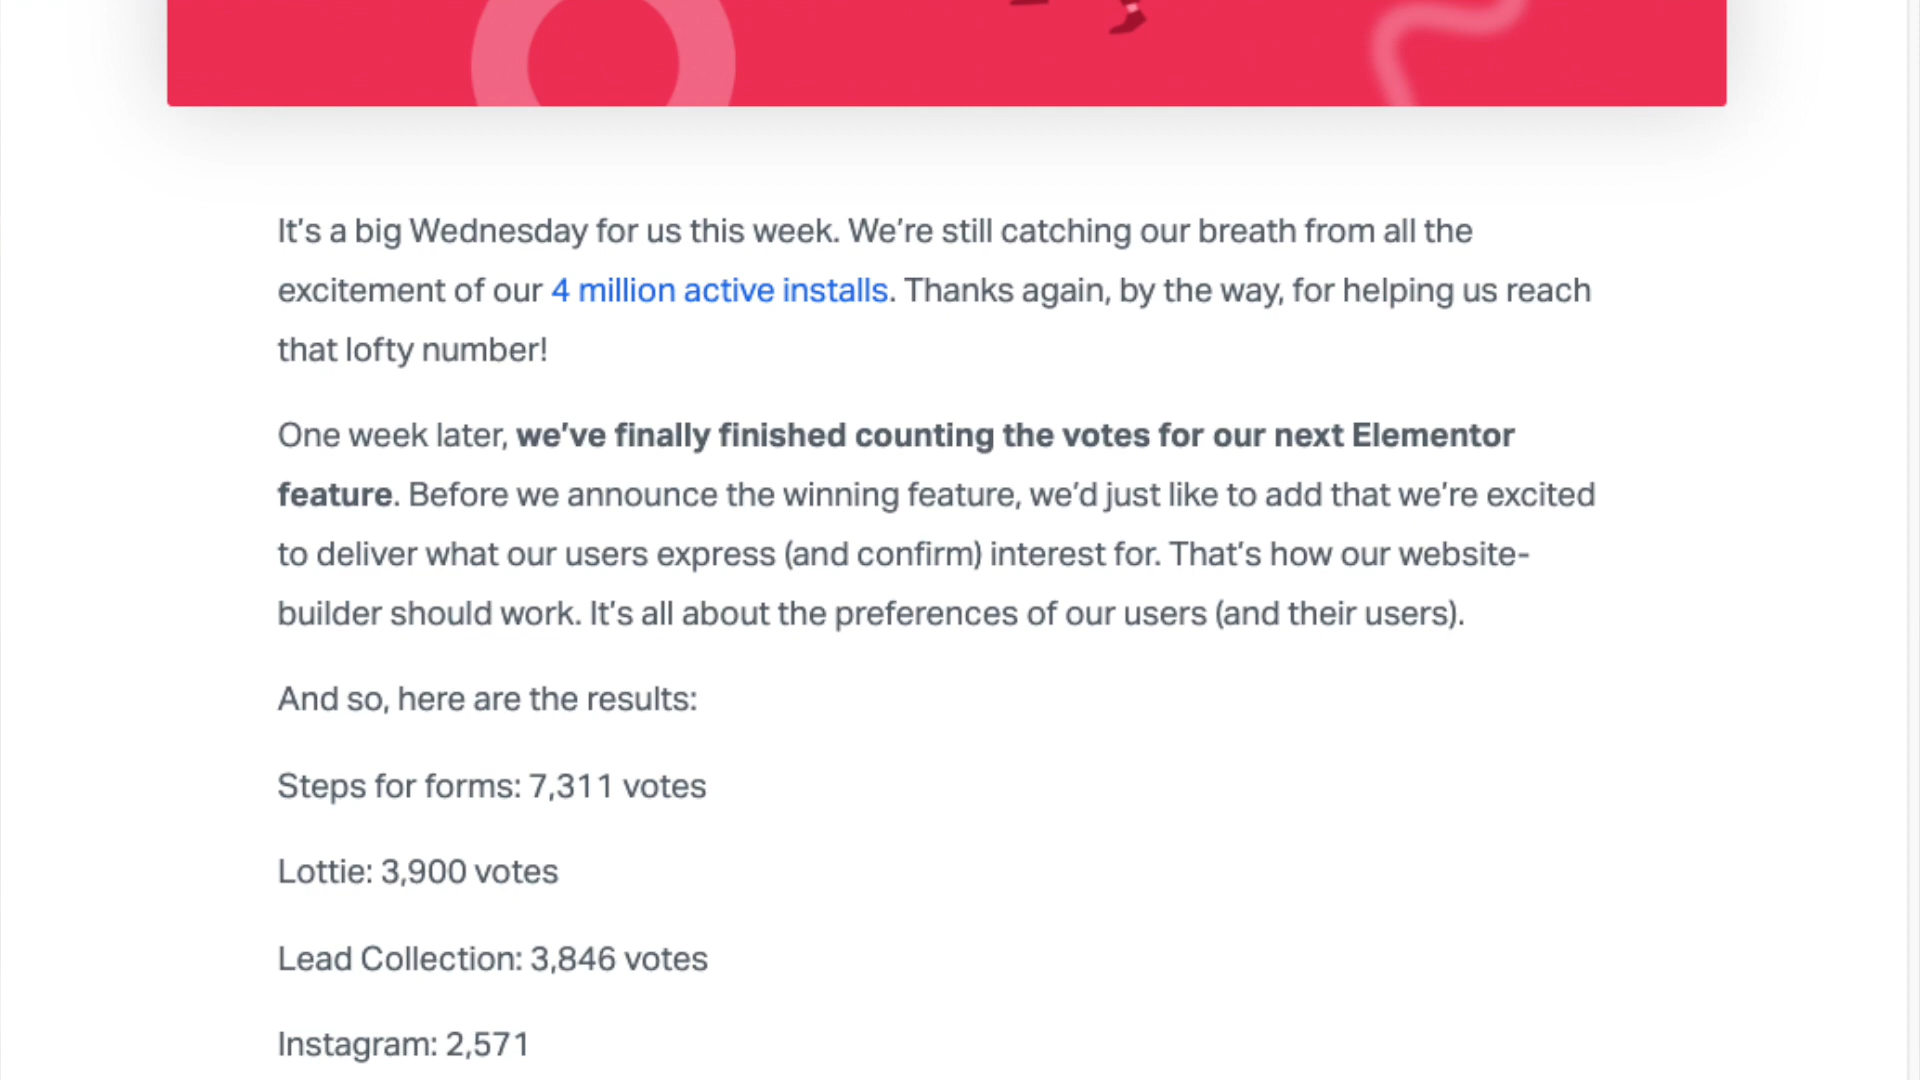 It’s a big Wednesday for us this week. We’re still catching our breath from all the
excitement of our 4 million active installs. Thanks again, by the way, for helping us reach
that lofty number!
One week later, we’ve finally finished counting the votes for our next Elementor
feature. Before we announce the winning feature, we’d just like to add that we’re excited
to deliver what our users express (and confirm) interest for. That’s how our website-
builder should work. It’s all about the preferences of our users (and their users).
And so, here are the results:
Steps for forms: 7,311 votes
Lottie: 3,900 votes
Lead Collection: 3,846 votes
Instagram: 2,571